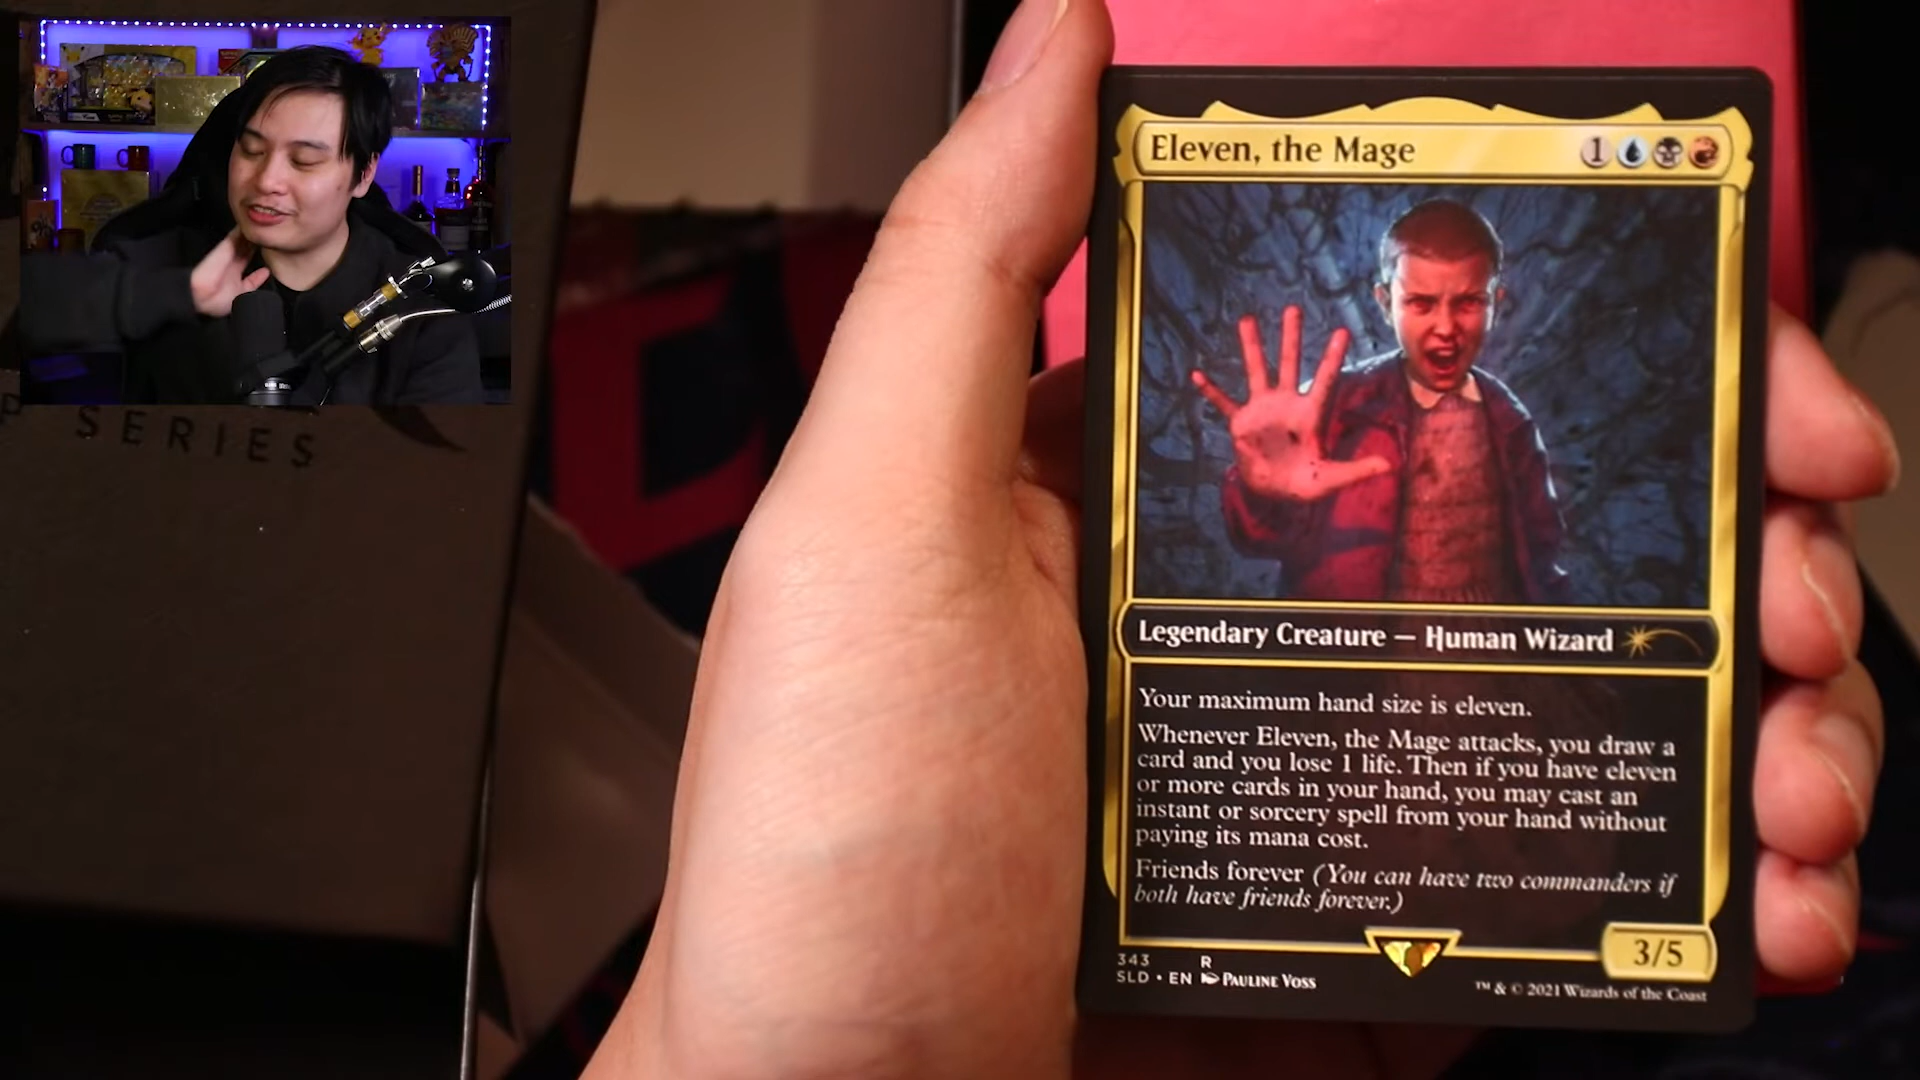 SERIES
Eleven, the Mage 1
Legendary Creature — Human Wizard
Your maximum hand size is eleven.
Whenever Eleven, the Mage attacks, you draw a
card and you lose 1 life. Then if you have eleven
or more cards in your hand, you may cast an
instant or sorcery spell from your hand without
paying its mana cost.
Friends forever (You can have two commanders if
both have friends forever.)
3/5
343 R
SLD • EN PAULINE VOSS
™ & © 2021 Wizards of the Coast